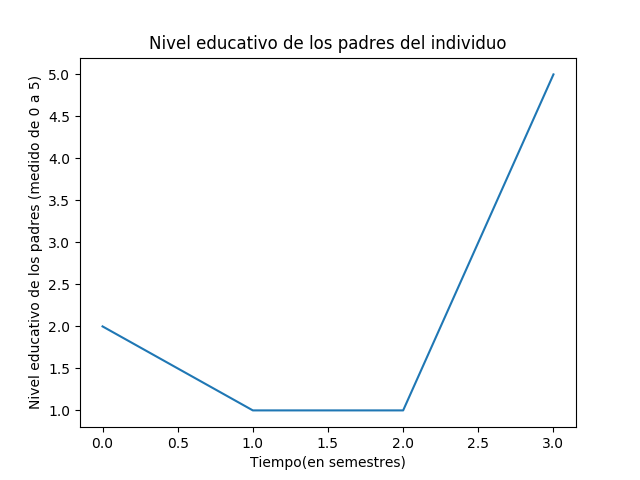 Nivel educativo de los padres del individuo
Nivel educativo de los padres (medido de 0 a 5)
5.0
4.5
4.0
3.5
3.0
2.5
2.0
1.5
1.0
0.0 0.5 1.0 1.5 2.0 2.5 3.0
Tiempo(en semestres)